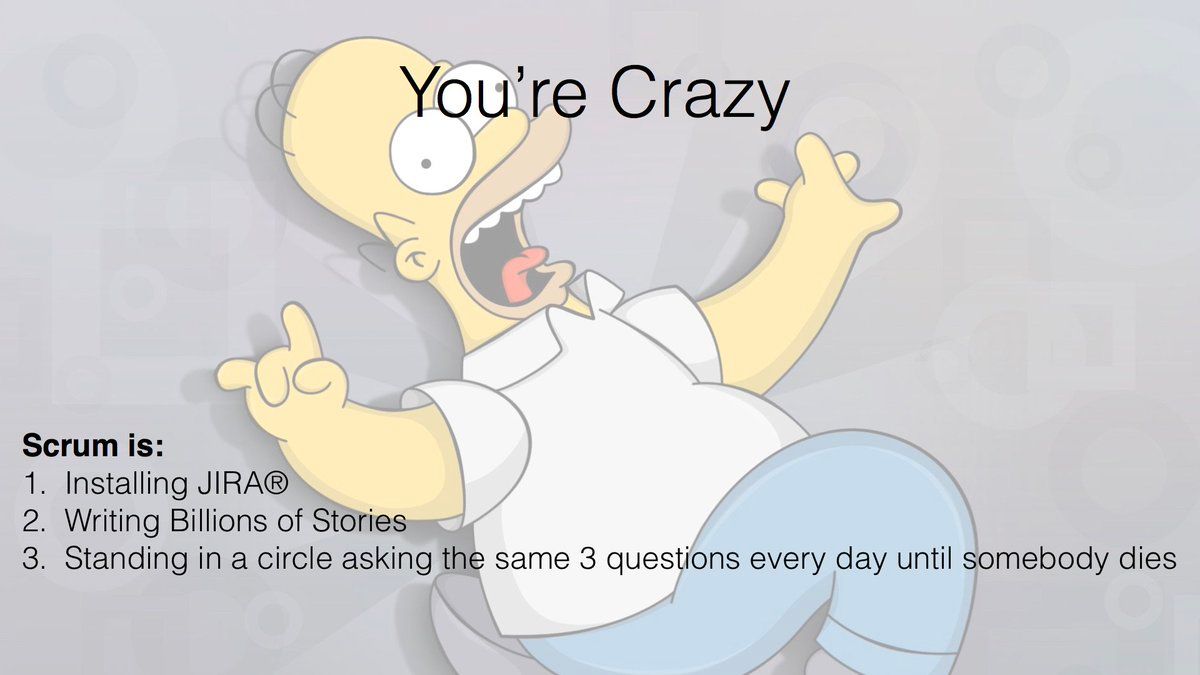 You’re Crazy
Scrum is:
1. Installing JIRA®
2. Writing Billions of Stories
3. Standing in a circle asking the same 3 questions every day until somebody dies